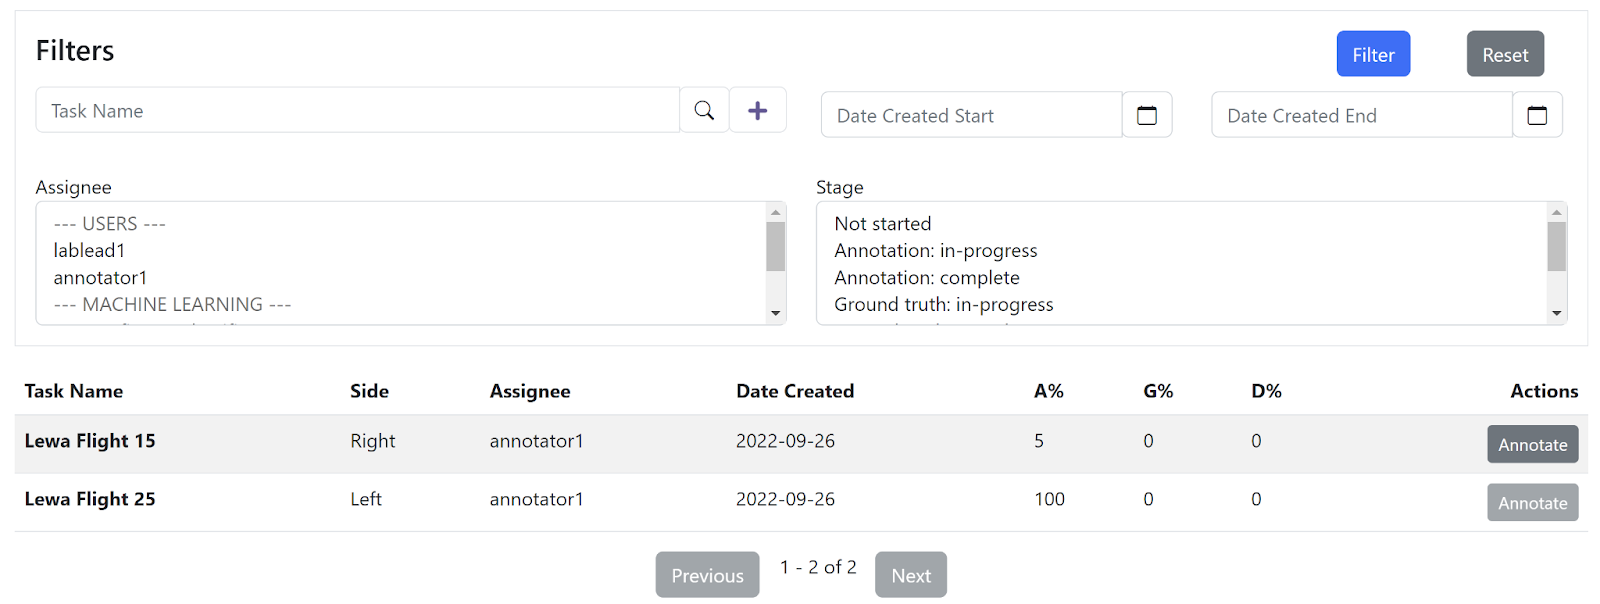 Filters
Filter
Reset
Task Name
Date Created Start
Date Created End
Assignee
--- USERS ---
lablead1
annotator1
--- MACHINE LEARNING ---
Stage
Not started
Annotation: in-progress
Annotation: complete
Ground truth: in-progress
Task Name Side Assignee Date Created A% G% D% Actions
Lewa Flight 15 Right annotator1 2022-09-26 5 0 0 Annotate
Lewa Flight 25 Left annotator1 2022-09-26 100 0 0 Annotate
Previous 1 - 2 of 2 Next